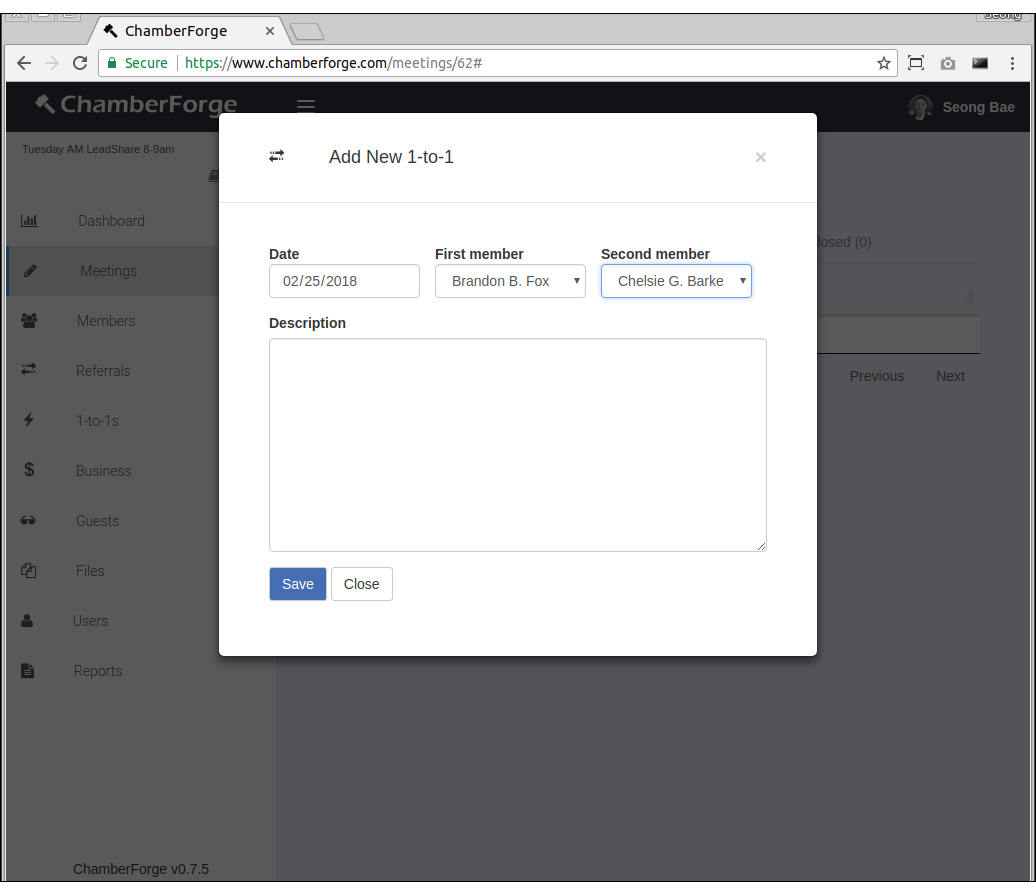 Seong
ChamberForge
Secure https://www.chamberforge.com/meetings/62#
ChamberForge
Seong Bae
Tuesday AM LeadShare 8-9am
Add New 1-to-1
×
Dashboard
Meetings
Members
Referrals
1-to-1s
Business
Guests
Files
Users
Reports
ChamberForge v0.7.5
Date First member Second member
02/25/2018 Brandon B. Fox Chelsie G. Barke
Description
Save Close
losed (0)
Previous Next